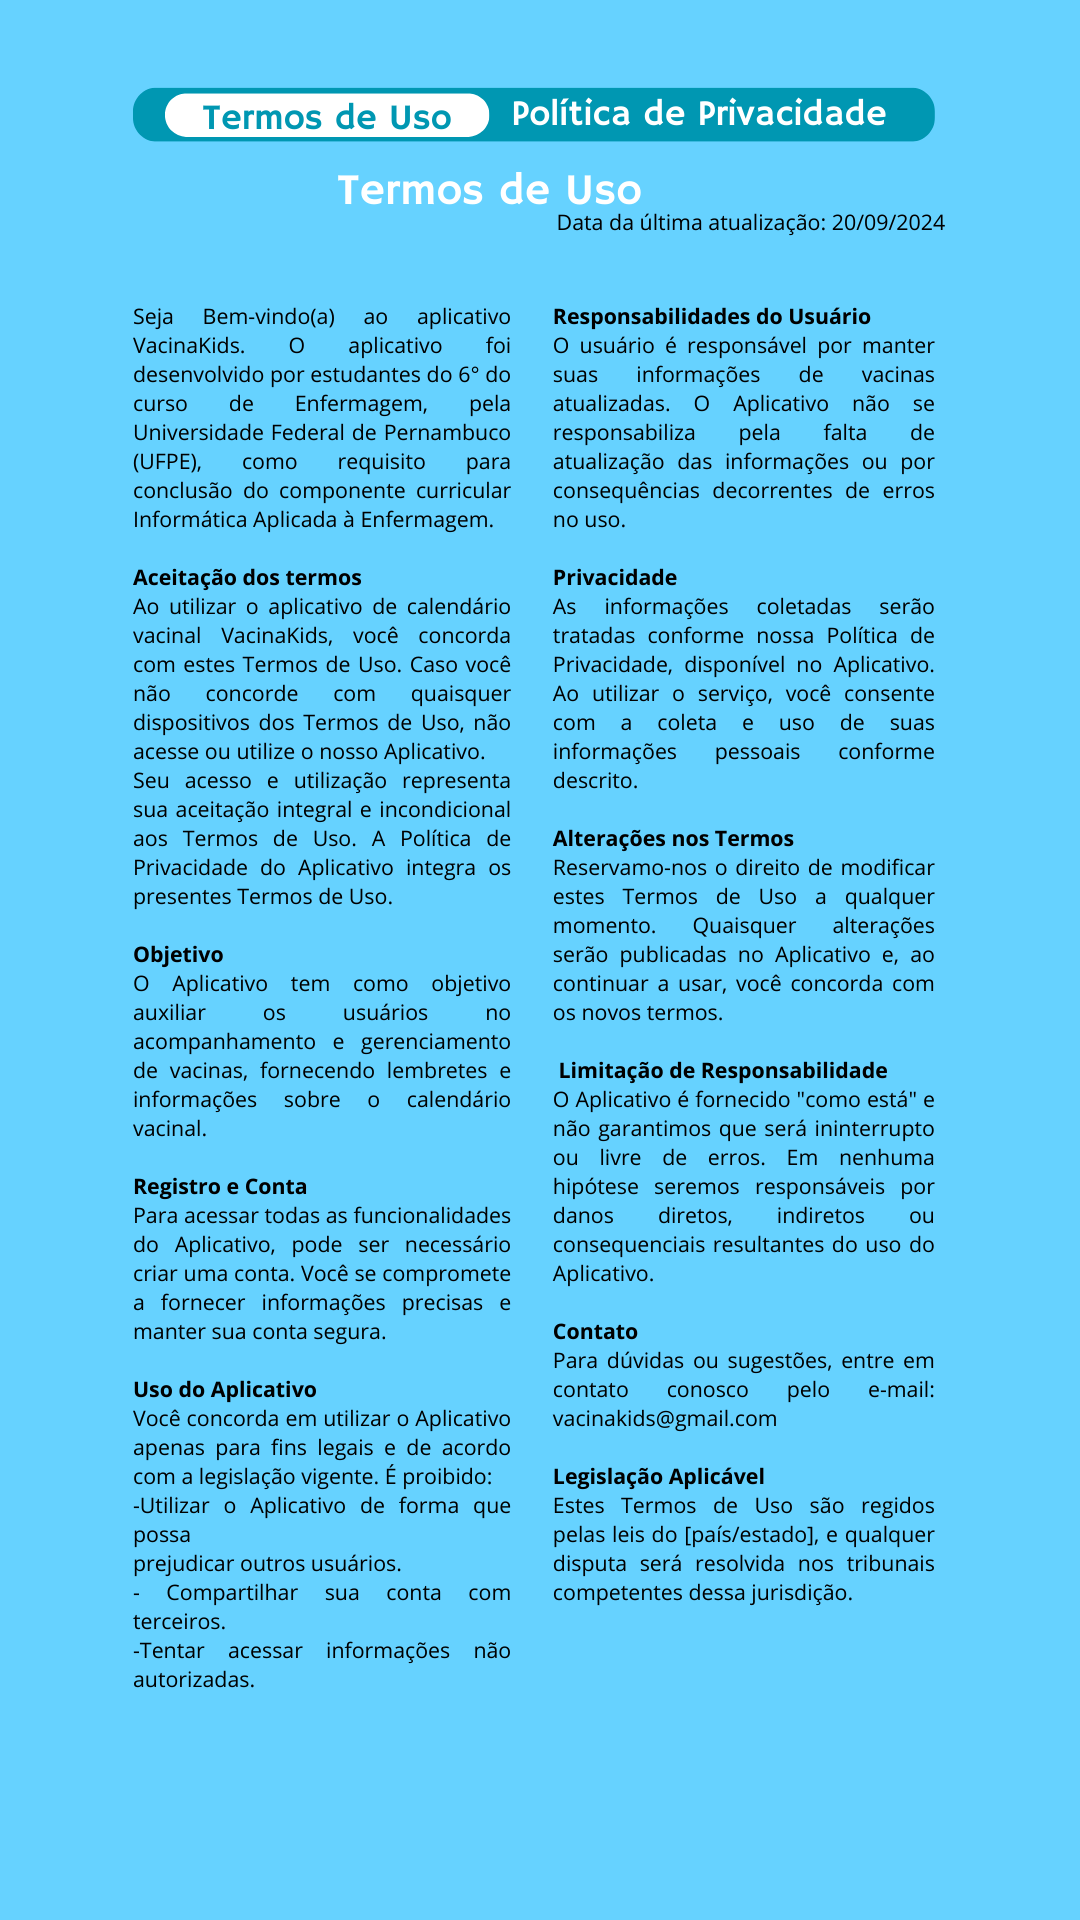 Termos de Uso
Política de Privacidade
Termos de Uso
Data da última atualização: 20/09/2024
Seja Bem-vindo(a) ao aplicativo
VacinaKids. O aplicativo foi
desenvolvido por estudantes do 6° do
curso de Enfermagem, pela
Universidade Federal de Pernambuco
(UFPE), como requisito para
conclusão do componente curricular
Informática Aplicada à Enfermagem.
Aceitação dos termos
Ao utilizar o aplicativo de calendário
vacinal VacinaKids, você concorda
com estes Termos de Uso. Caso você
não concorde com quaisquer
dispositivos dos Termos de Uso, não
acesse ou utilize o nosso Aplicativo.
Seu acesso e utilização representa
sua aceitação integral e incondicional
aos Termos de Uso. A Política de
Privacidade do Aplicativo integra os
presentes Termos de Uso.
Objetivo
O Aplicativo tem como objetivo
auxiliar os usuários no
acompanhamento e gerenciamento
de vacinas, fornecendo lembretes e
informações sobre o calendário
vacinal.
Registro e Conta
Para acessar todas as funcionalidades
do Aplicativo, pode ser necessário
criar uma conta. Você se compromete
a fornecer informações precisas e
manter sua conta segura.
Uso do Aplicativo
Você concorda em utilizar o Aplicativo
apenas para fins legais e de acordo
com a legislação vigente. É proibido:
-Utilizar o Aplicativo de forma que
possa
prejudicar outros usuários.
- Compartilhar sua conta com
terceiros.
-Tentar acessar informações não
autorizadas.
Responsabilidades do Usuário
O usuário é responsável por manter
suas informações de vacinas
atualizadas. O Aplicativo não se
responsabiliza pela falta de
atualização das informações ou por
consequências decorrentes de erros
no uso.
Privacidade
As informações coletadas serão
tratadas conforme nossa Política de
Privacidade, disponível no Aplicativo.
Ao utilizar o serviço, você consente
com a coleta e uso de suas
informações pessoais conforme
descrito.
Alterações nos Termos
Reservamo-nos o direito de modificar
estes Termos de Uso a qualquer
momento. Quaisquer alterações
serão publicadas no Aplicativo e, ao
continuar a usar, você concorda com
os novos termos.
Limitação de Responsabilidade
O Aplicativo é fornecido "como está" e
não garantimos que será ininterrupto
ou livre de erros. Em nenhuma
hipótese seremos responsáveis por
danos diretos, indiretos ou
consequenciais resultantes do uso do
Aplicativo.
Contato
Para dúvidas ou sugestões, entre em
contato conosco pelo e-mail:
vacinakids@gmail.com
Legislação Aplicável
Estes Termos de Uso são regidos
pelas leis do [país/estado], e qualquer
disputa será resolvida nos tribunais
competentes dessa jurisdição.